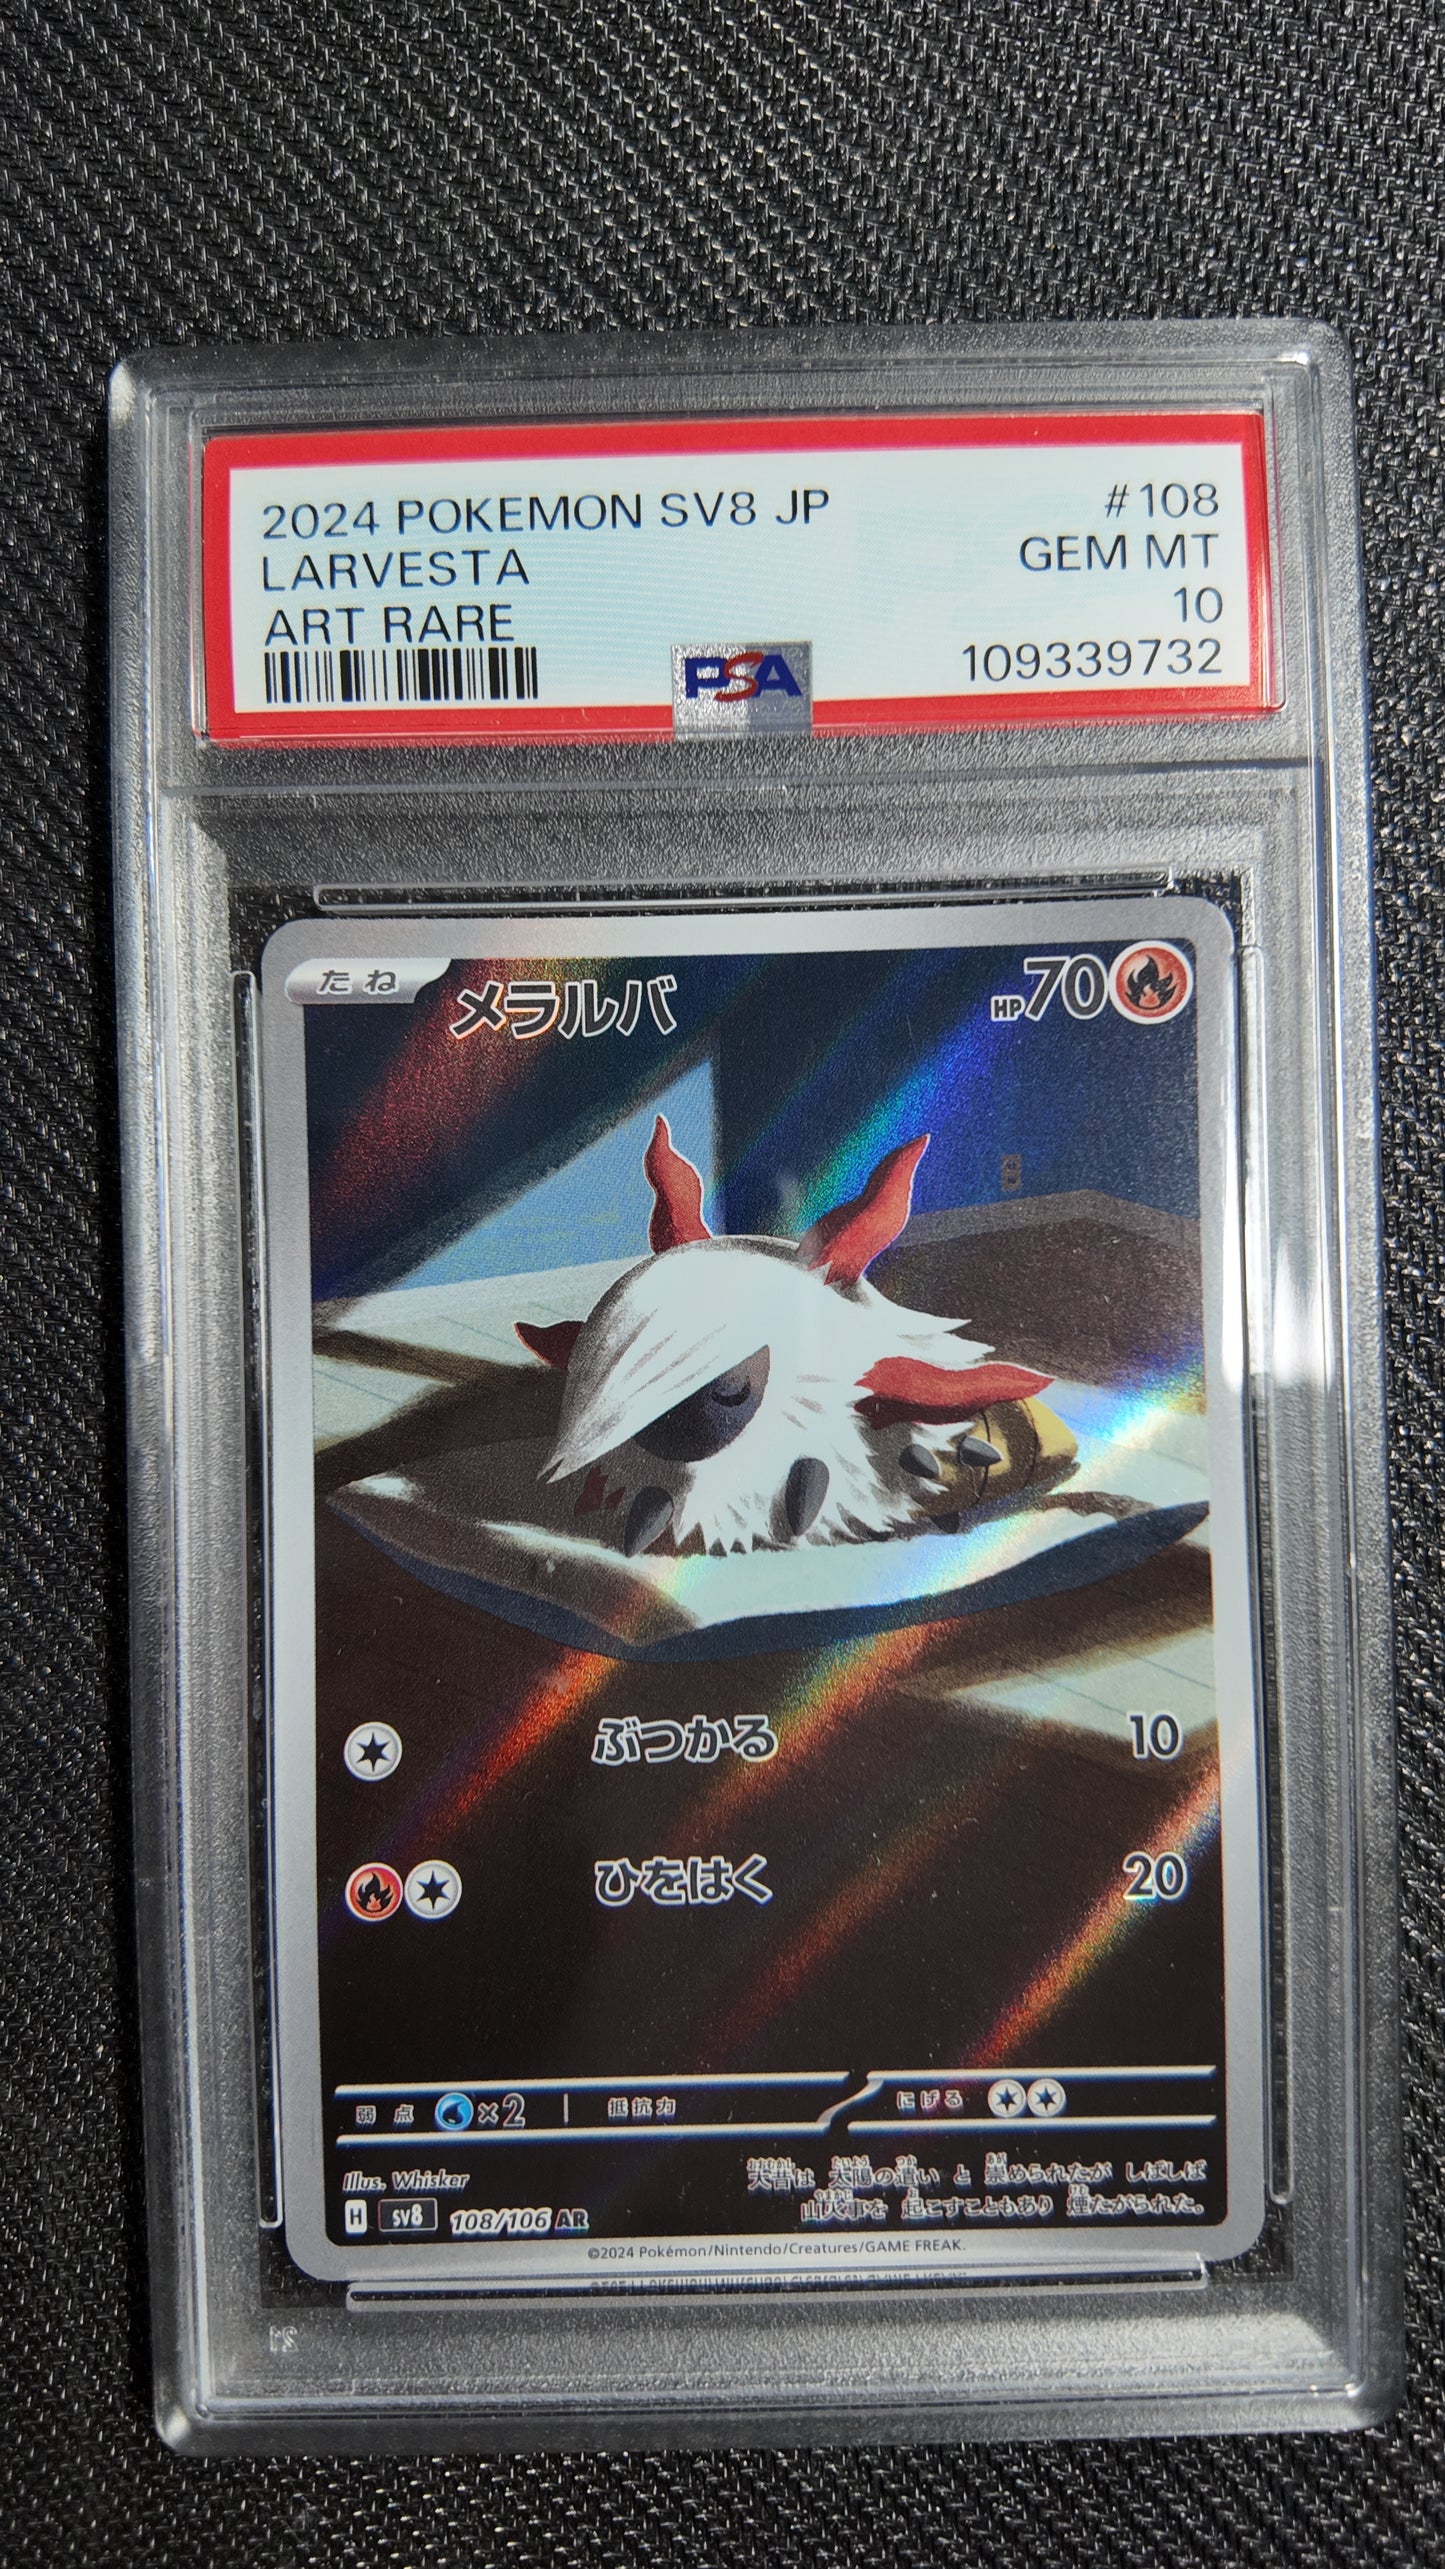 2024 POKEMON SV8 JP #108
LARVESTA GEM MT
ART RARE 10
PSA 109339732
たね メラルバ HP70
ぶつかる 10
ひをはく 20
弱点 ×2 抵抗力 にげる
Illus. Whisker
大昔は 太陽の遣い と 崇められたが しばしば
山火事を 起こすこともあり 煙たがられた。
H sv8 108/106 AR
©2024 Pokémon/Nintendo/Creatures/GAME FREAK.